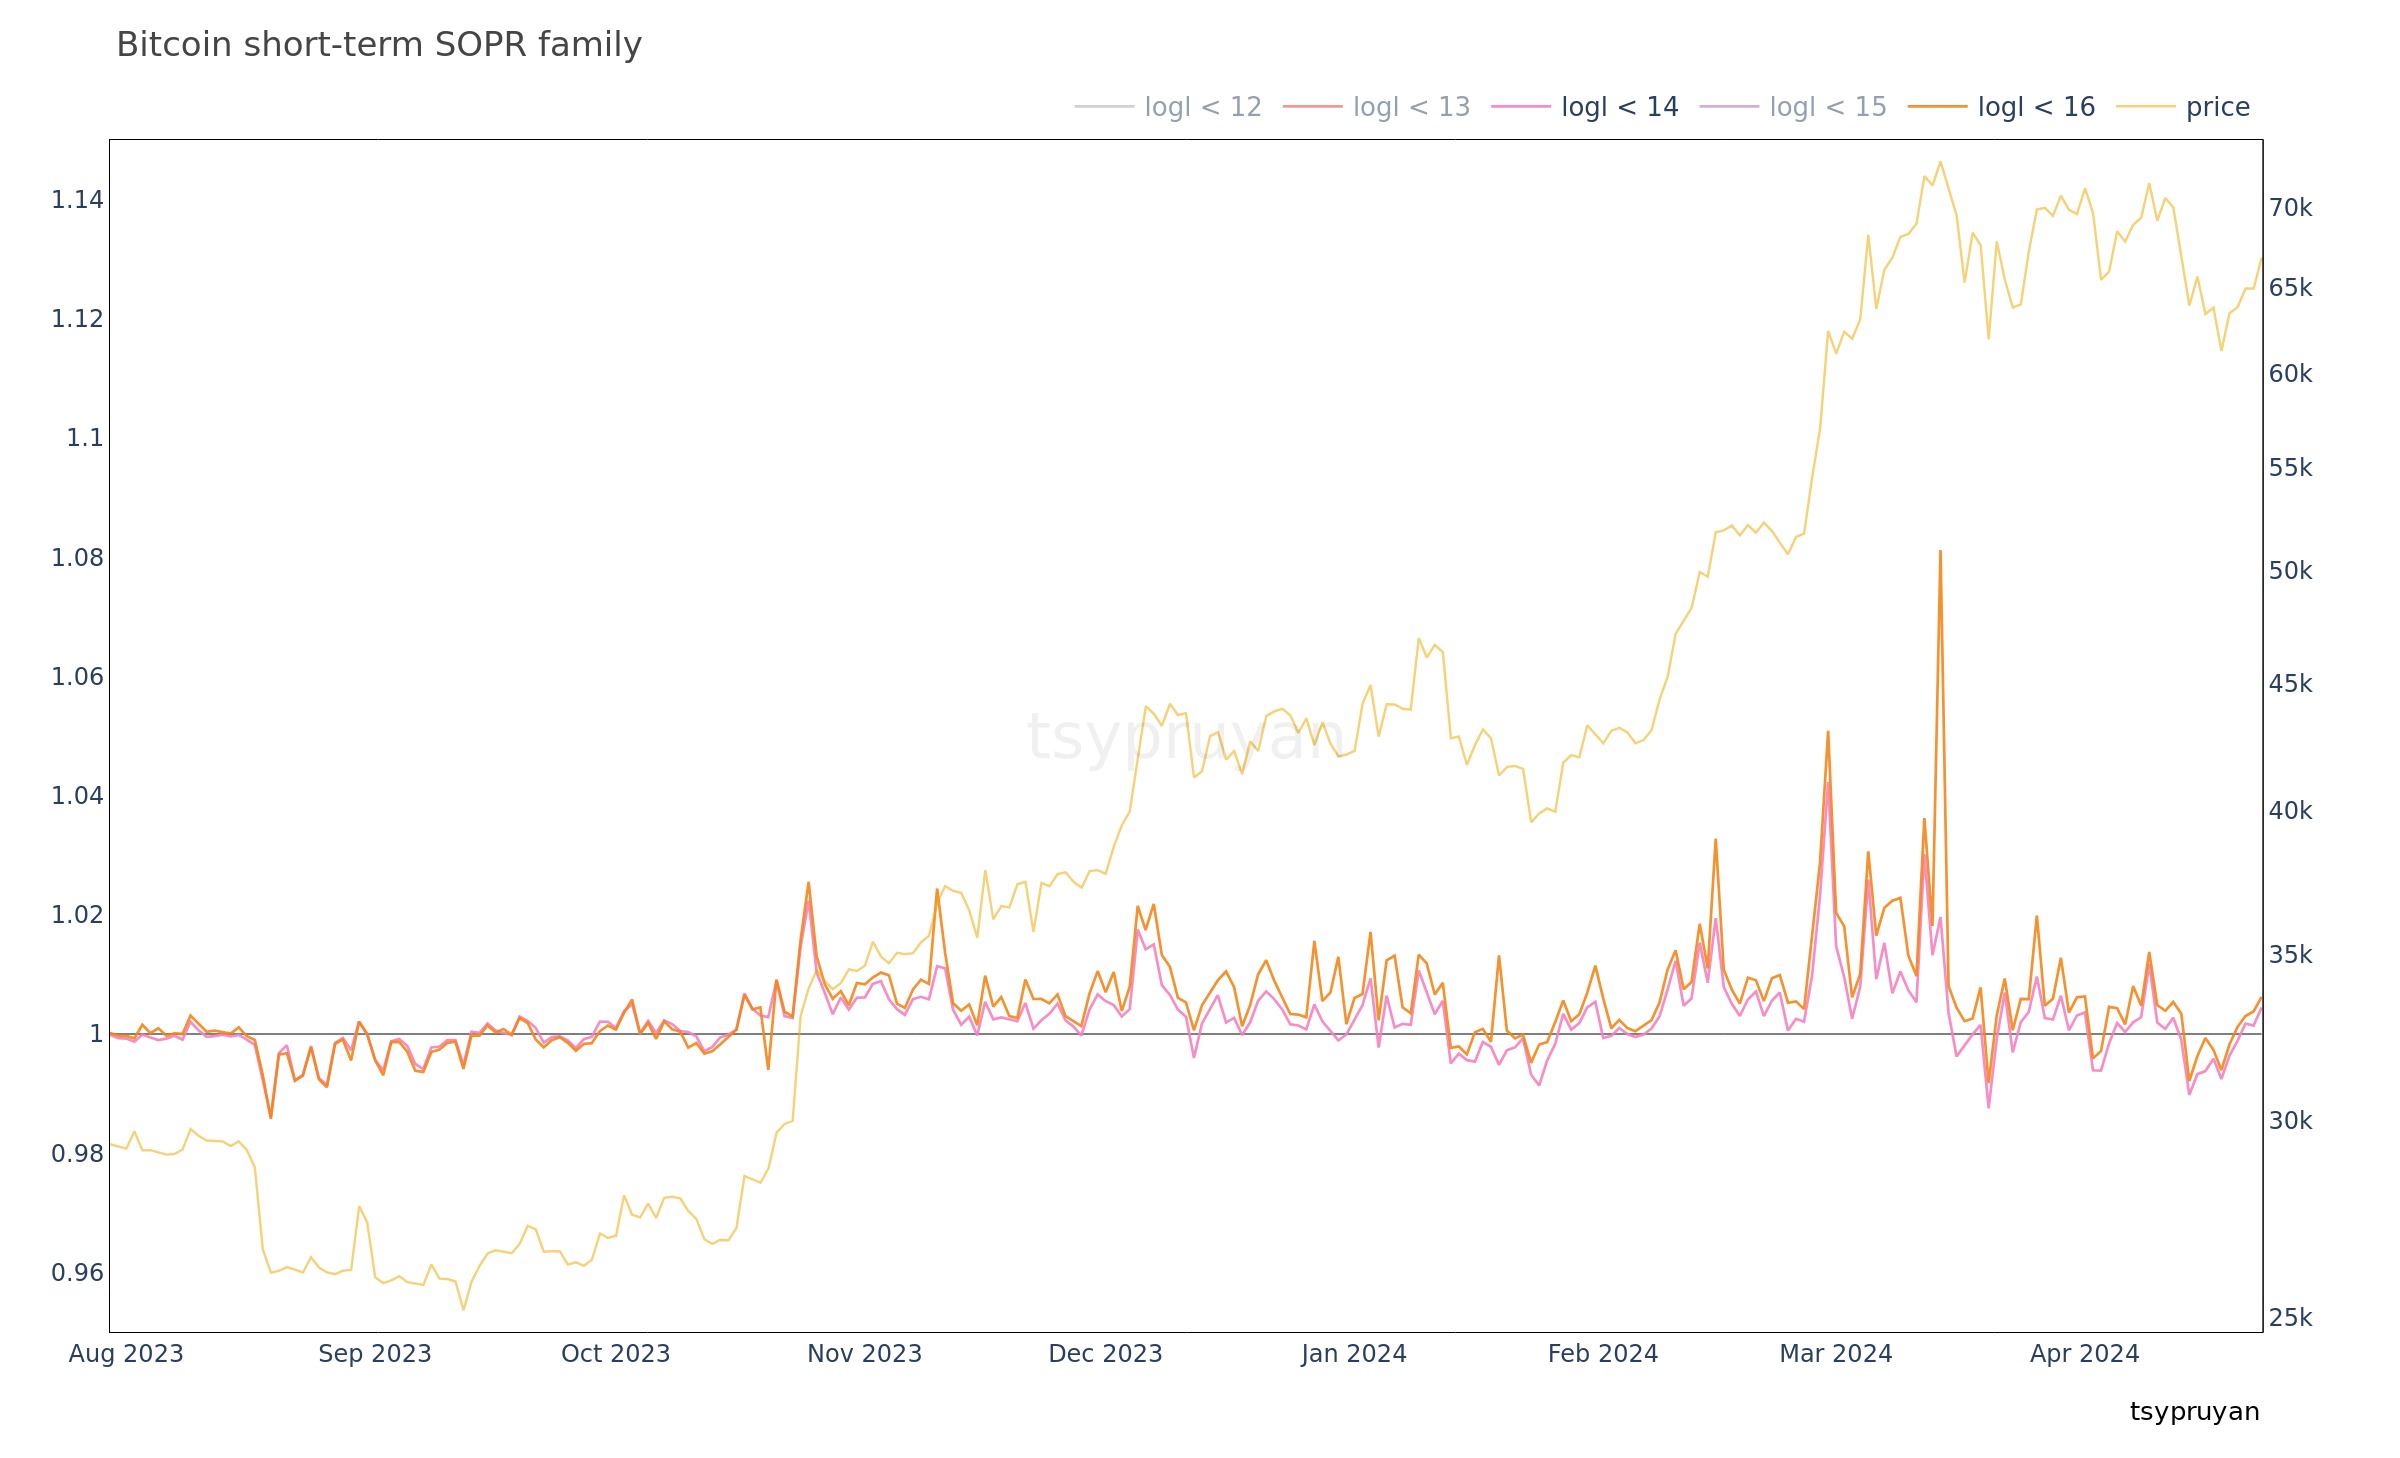 Bitcoin short-term SOPR family
logl < 12 logl < 13 logl < 14 logl < 15 logl < 16 price
1.14
1.12
1.1
1.08
1.06
1.04
1.02
1
0.98
0.96
70k
65k
60k
55k
50k
45k
40k
35k
30k
25k
tsypruyan
Aug 2023 Sep 2023 Oct 2023 Nov 2023 Dec 2023 Jan 2024 Feb 2024 Mar 2024 Apr 2024
tsypruyan